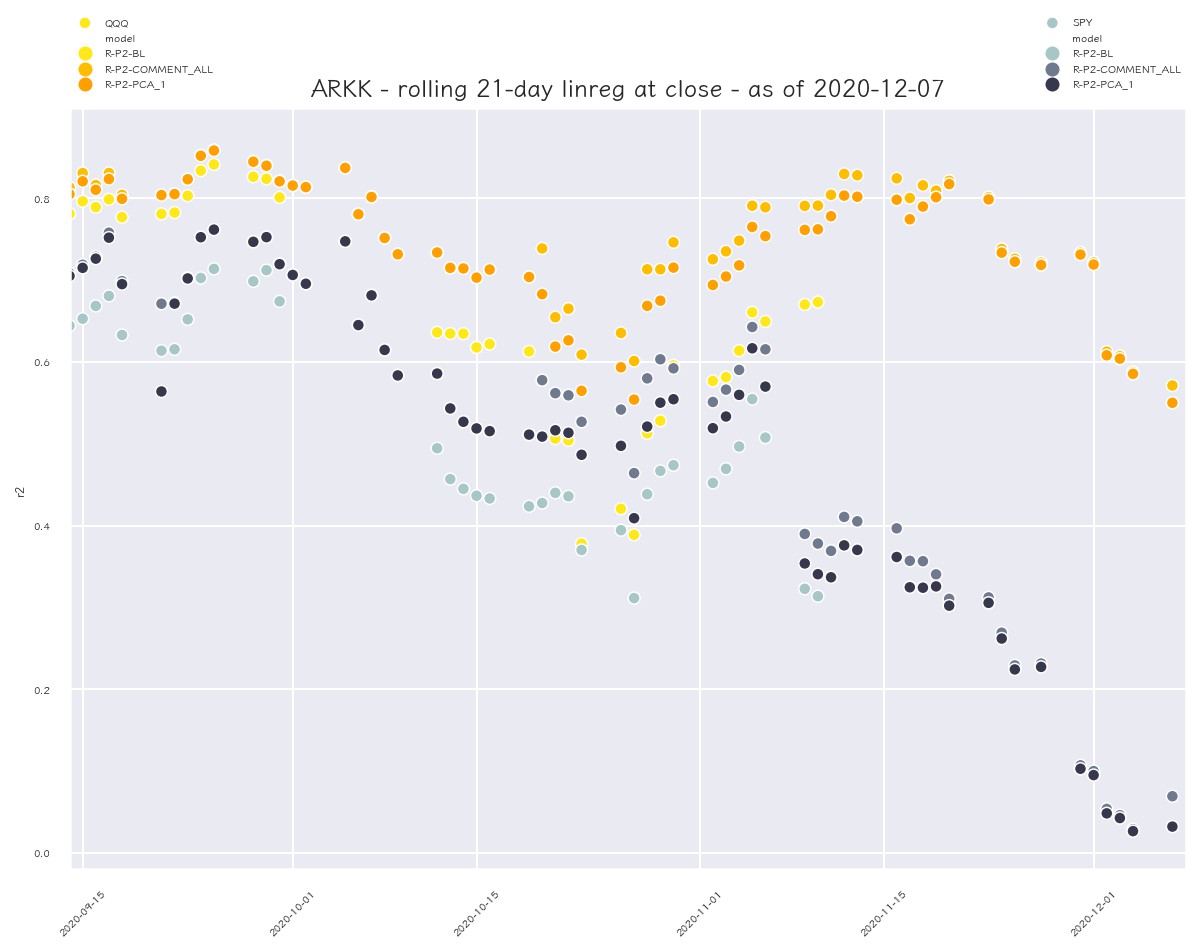 QQQ
model
R-P2-BL
R-P2-COMMENT_ALL
R-P2-PCA_1
SPY
model
R-P2-BL
R-P2-COMMENT_ALL
R-P2-PCA_1
ARKK - rolling 21-day linreg at close - as of 2020-12-07
r2
0.8
0.6
0.4
0.2
0.0
2020-09-15
2020-10-01
2020-10-15
2020-11-01
2020-11-15
2020-12-01